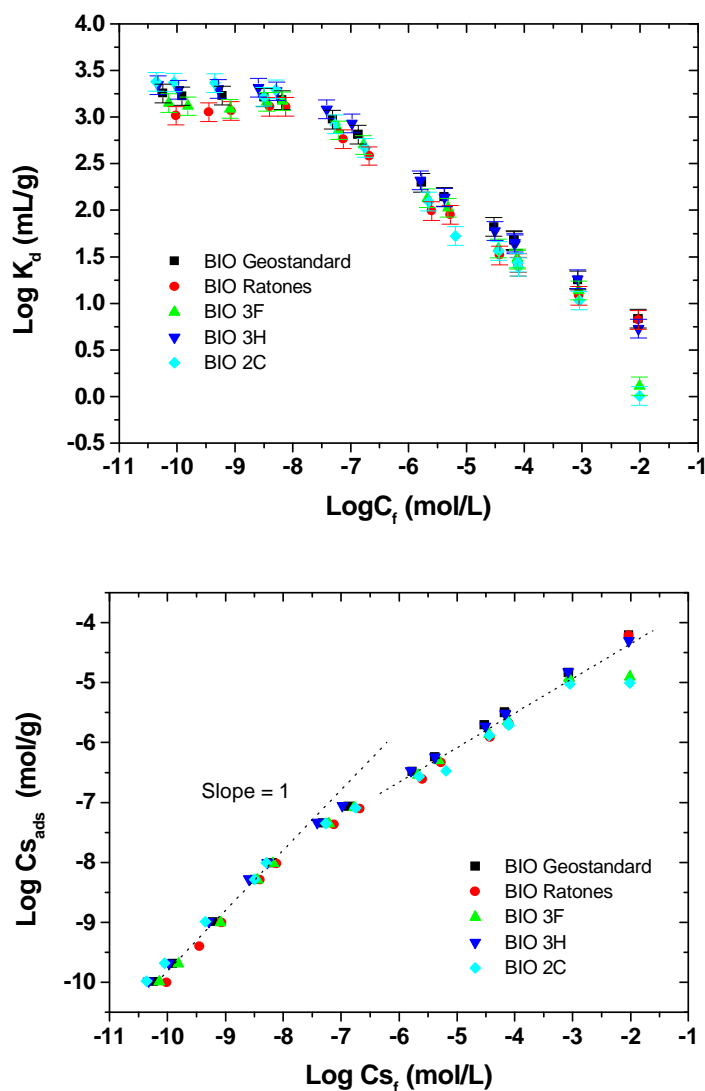 4.0
3.5
3.0
2.5
2.0
1.5
1.0
0.5
0.0
-0.5
Log K_d (mL/g)
BIO Geostandard
BIO Ratones
BIO 3F
BIO 3H
BIO 2C
-11 -10 -9 -8 -7 -6 -5 -4 -3 -2 -1
LogC_f (mol/L)
-4
-5
-6
-7
-8
-9
-10
Log Cs_ads (mol/g)
Slope = 1
BIO Geostandard
BIO Ratones
BIO 3F
BIO 3H
BIO 2C
-11 -10 -9 -8 -7 -6 -5 -4 -3 -2 -1
Log Cs_f (mol/L)